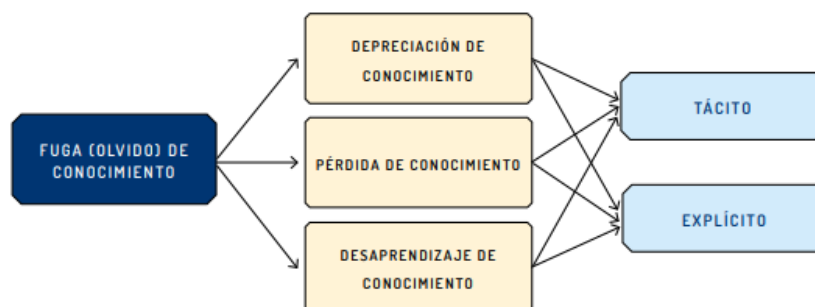 FUGA (OLVIDO) DE
CONOCIMIENTO
DEPRECIACIÓN DE
CONOCIMIENTO
PÉRDIDA DE CONOCIMIENTO
DESAPRENDIZAJE DE
CONOCIMIENTO
TÁCITO
EXPLÍCITO